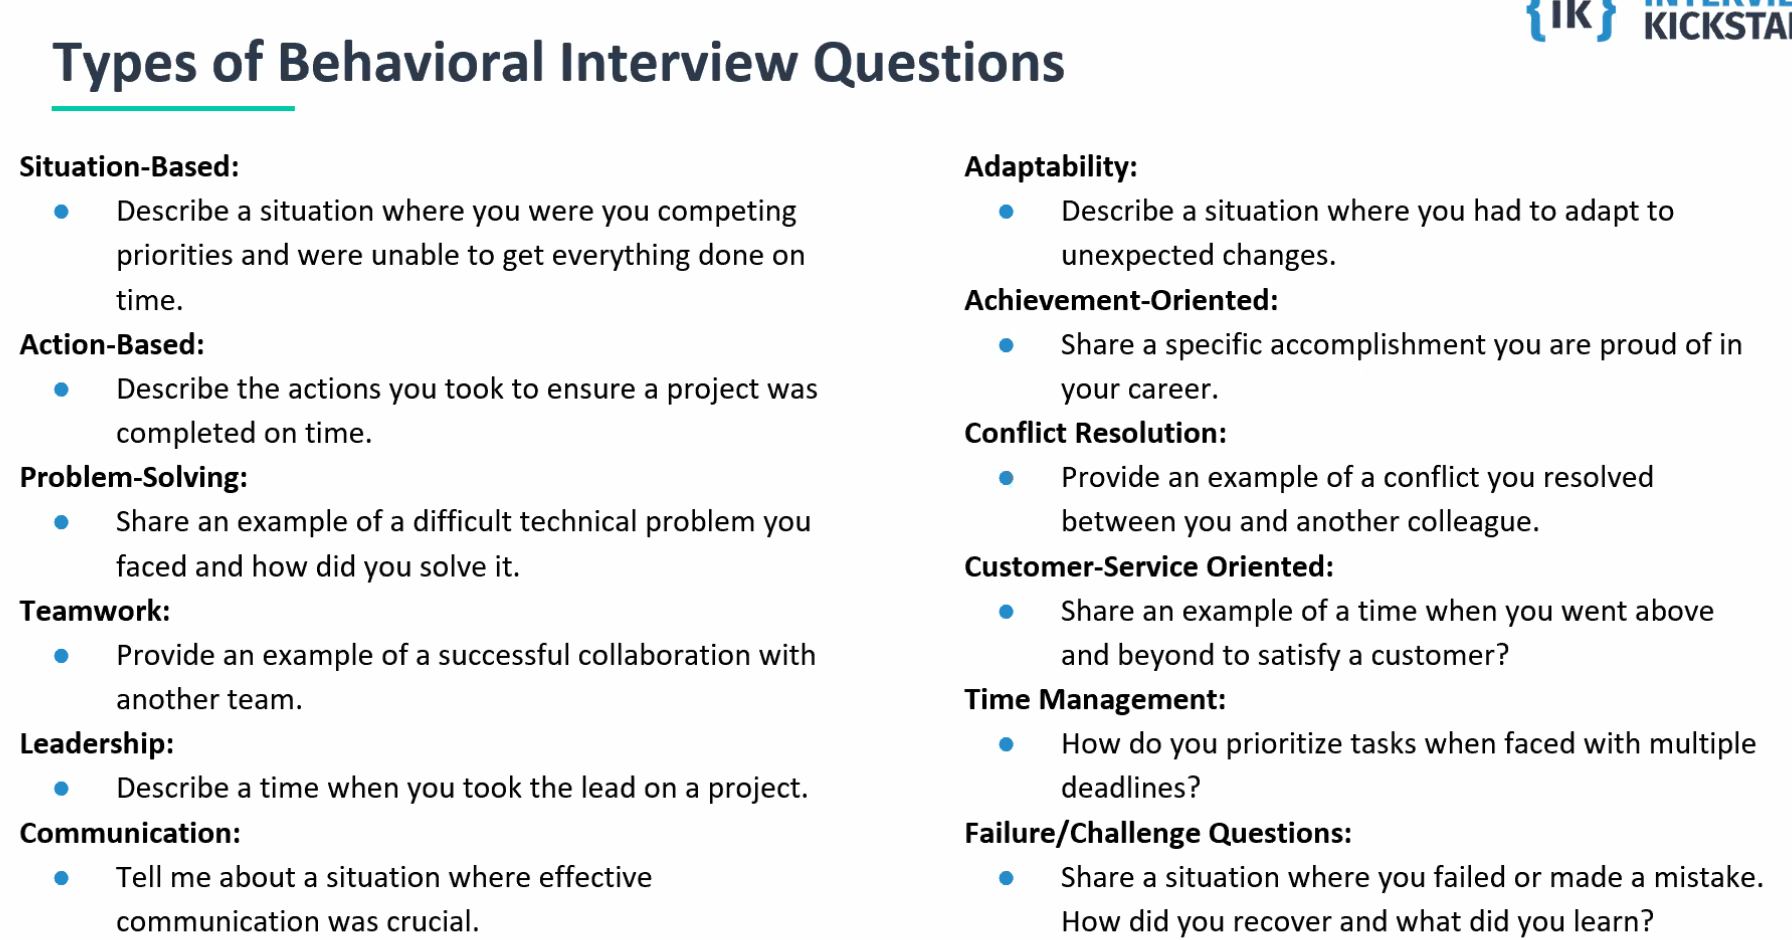 {ik}
KICKSTA
Types of Behavioral Interview Questions
Situation-Based:
● Describe a situation where you were you competing
priorities and were unable to get everything done on
time.
Action-Based:
● Describe the actions you took to ensure a project was
completed on time.
Problem-Solving:
● Share an example of a difficult technical problem you
faced and how did you solve it.
Teamwork:
● Provide an example of a successful collaboration with
another team.
Leadership:
● Describe a time when you took the lead on a project.
Communication:
● Tell me about a situation where effective
communication was crucial.
Adaptability:
● Describe a situation where you had to adapt to
unexpected changes.
Achievement-Oriented:
● Share a specific accomplishment you are proud of in
your career.
Conflict Resolution:
● Provide an example of a conflict you resolved
between you and another colleague.
Customer-Service Oriented:
● Share an example of a time when you went above
and beyond to satisfy a customer?
Time Management:
● How do you prioritize tasks when faced with multiple
deadlines?
Failure/Challenge Questions:
● Share a situation where you failed or made a mistake.
How did you recover and what did you learn?